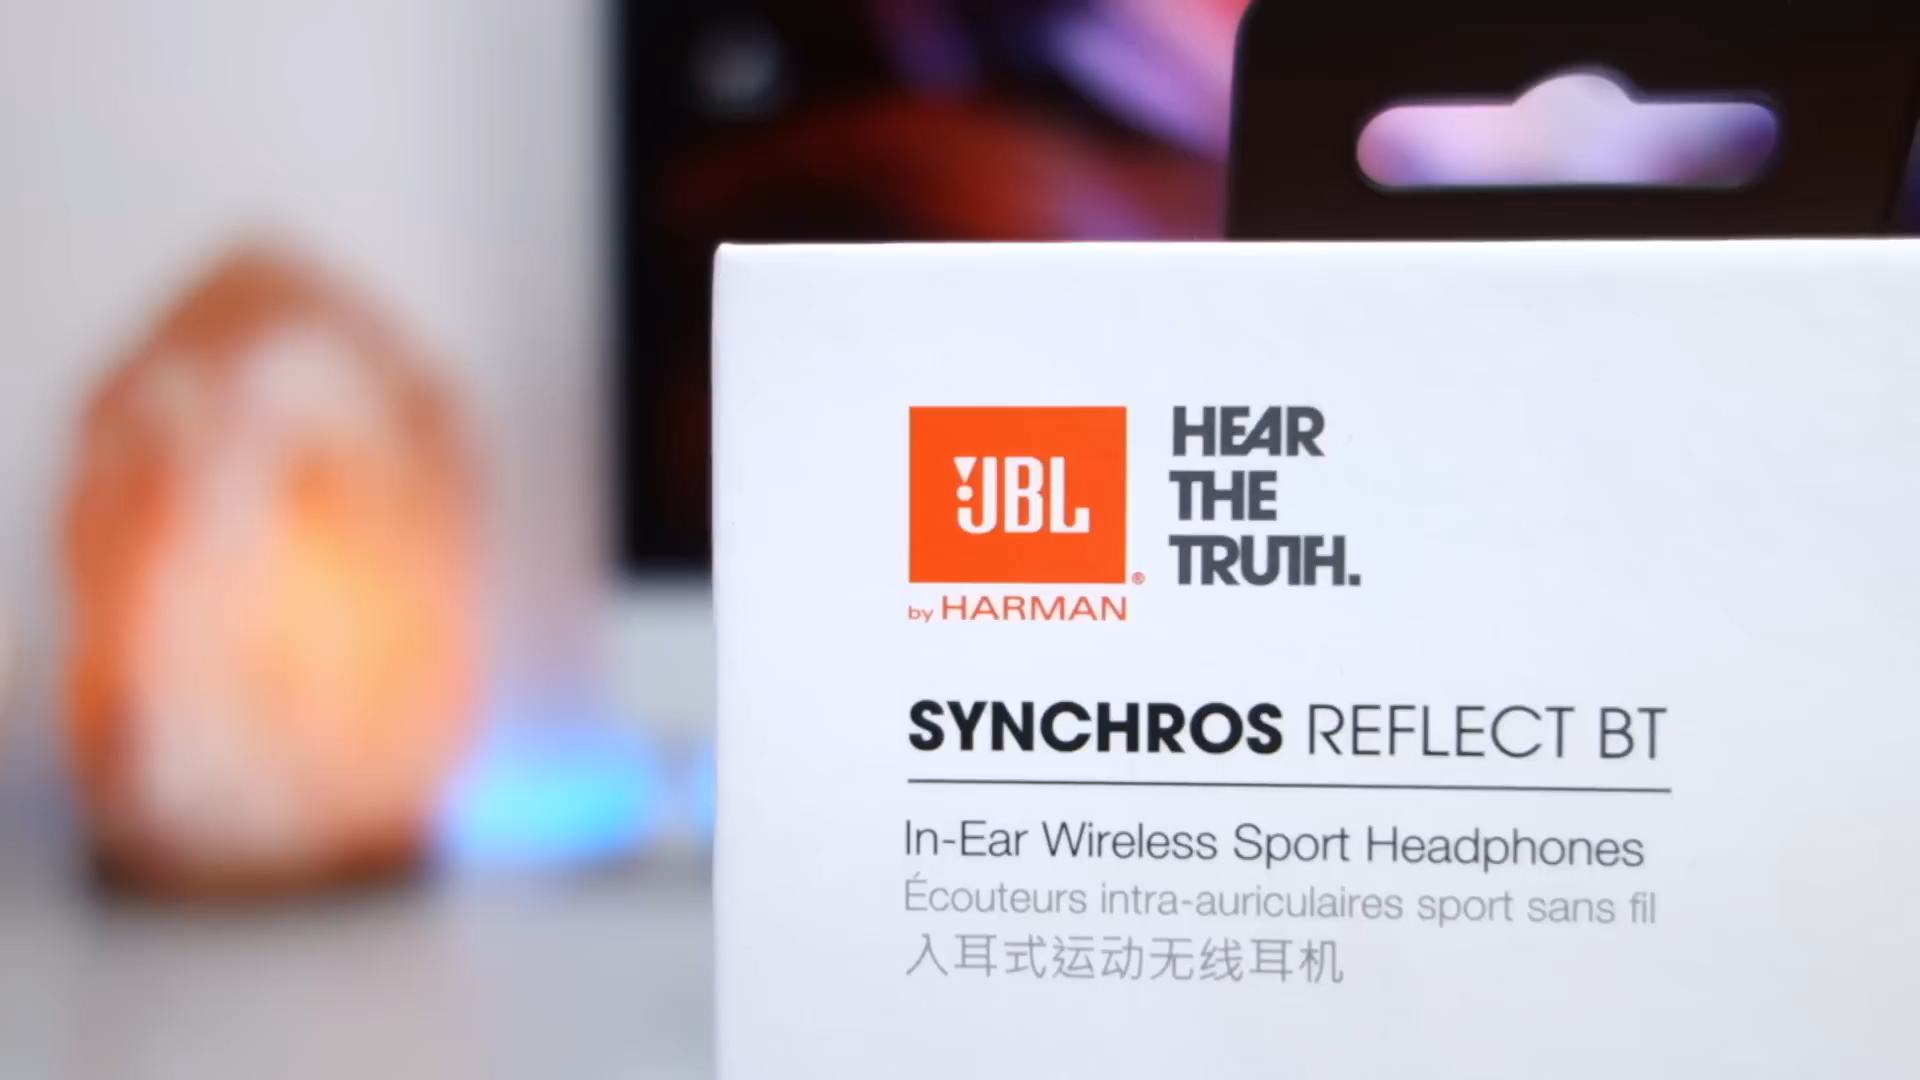 JBL
®
by HARMAN
HEAR
THE
TRUTH.
SYNCHROS REFLECT BT
In-Ear Wireless Sport Headphones
Écouteurs intra-auriculaires sport sans fil
入耳式运动无线耳机